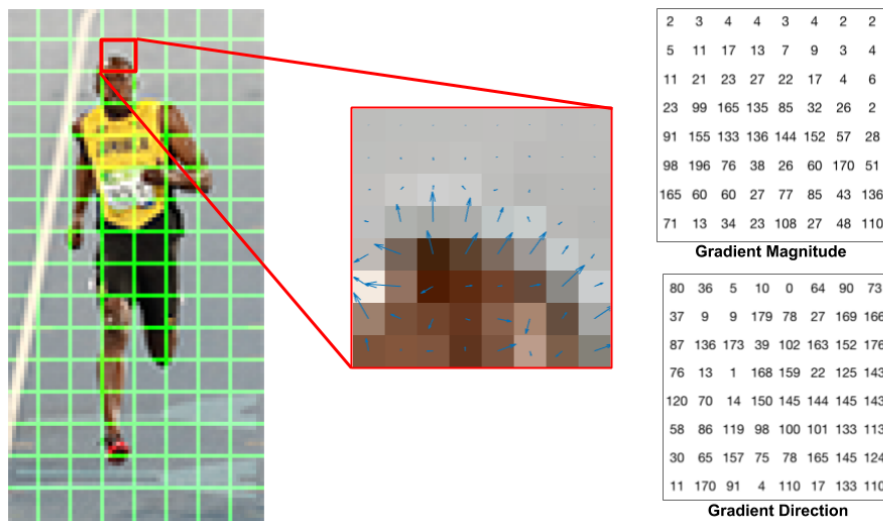 2 3 4 4 3 4 2 2
5 11 17 13 7 9 3 4
11 21 23 27 22 17 4 6
23 99 165 135 85 32 26 2
91 155 133 136 144 152 57 28
98 196 76 38 26 60 170 51
165 60 60 27 77 85 43 136
71 13 34 23 108 27 48 110
Gradient Magnitude
80 36 5 10 0 64 90 73
37 9 9 179 78 27 169 166
87 136 173 39 102 163 152 176
76 13 1 168 159 22 125 143
120 70 14 150 145 144 145 143
58 86 119 98 100 101 133 113
30 65 157 75 78 165 145 124
11 170 91 4 110 17 133 110
Gradient Direction